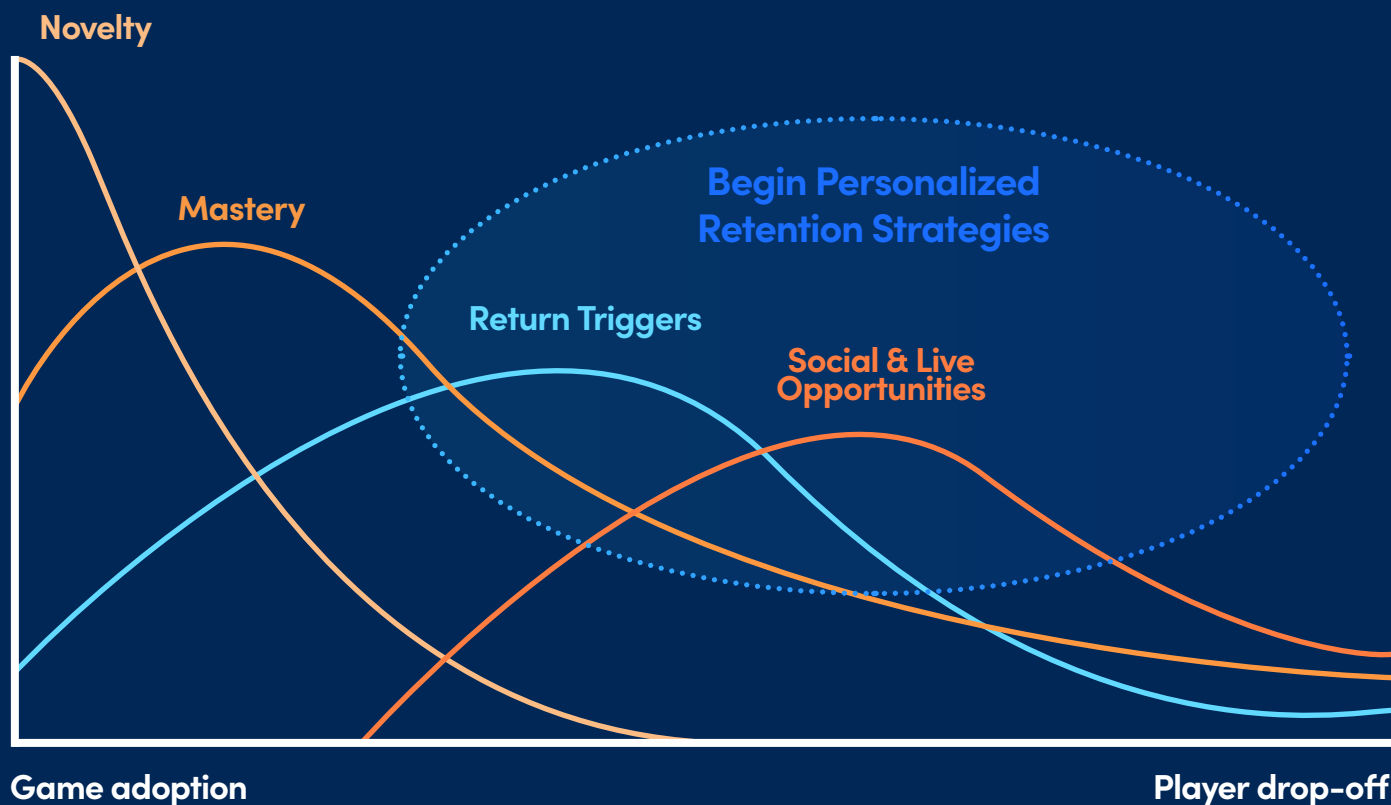 Novelty
Mastery
Begin Personalized
Retention Strategies
Return Triggers
Social & Live
Opportunities
Game adoption
Player drop-off